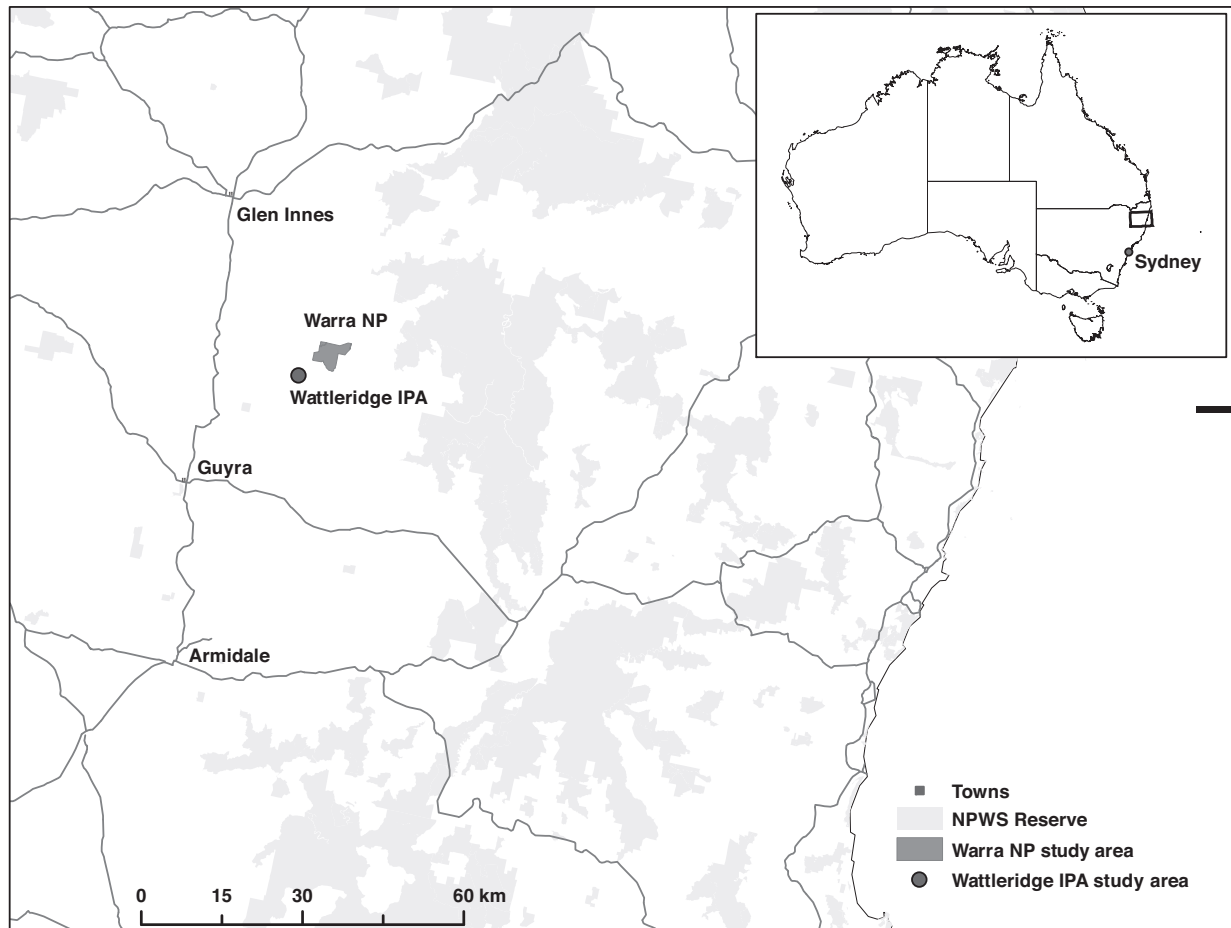 Glen Innes
Sydney
Warra NP
Wattleridge IPA
Guyra
Armidale
Towns
NPWS Reserve
Warra NP study area
Wattleridge IPA study area
0 15 30 60 km